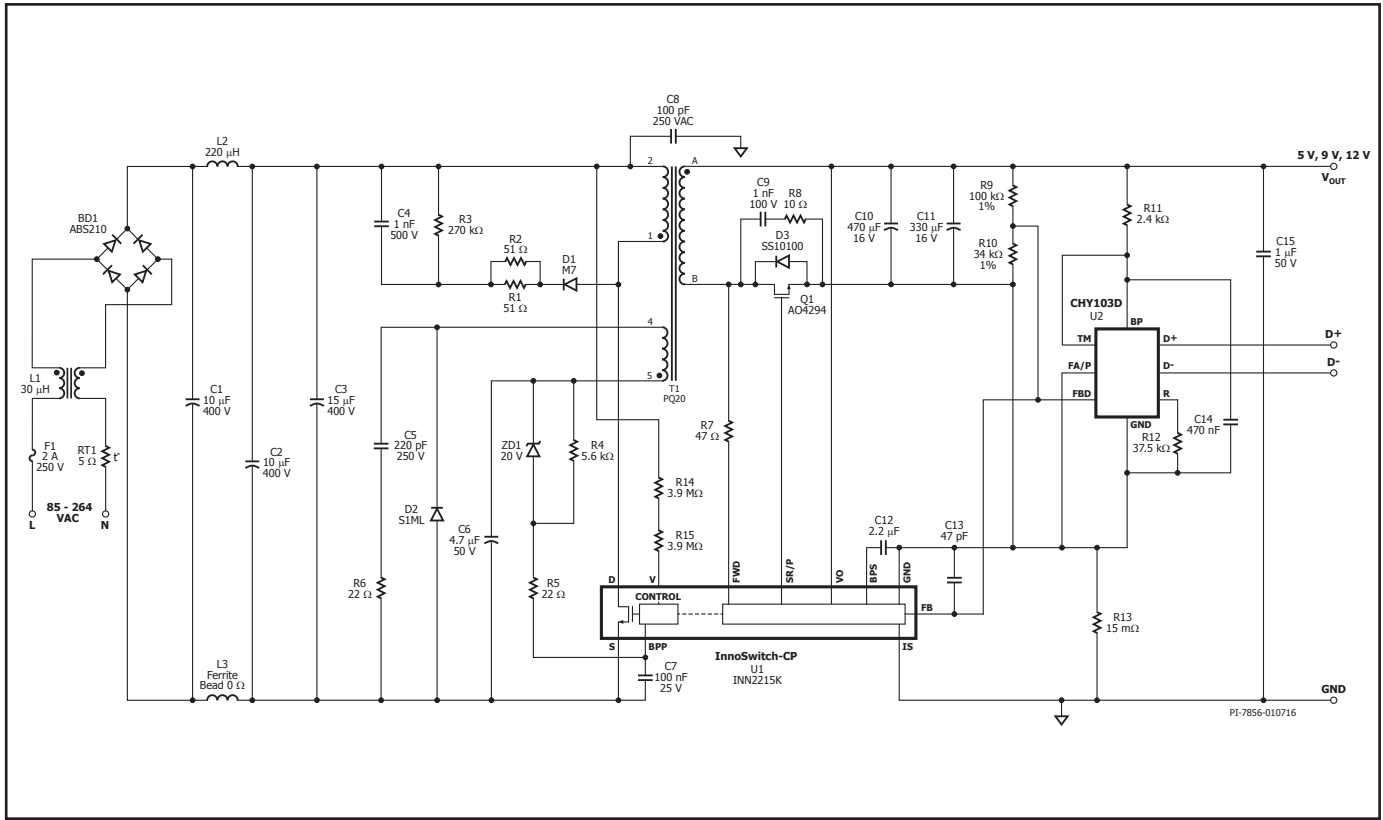 C8
100 pF
250 VAC
L2
220 µH
2
A
5 V, 9 V, 12 V
V_OUT
BD1
ABS210
C4
1 nF
500 V
R3
270 kΩ
R2
51 Ω
R1
51 Ω
D1
M7
1
C9
1 nF
100 V
R8
10 Ω
D3
SS10100
B
Q1
AO4294
C10
470 µF
16 V
C11
330 µF
16 V
R9
100 kΩ
1%
R10
34 kΩ
1%
R11
2.4 kΩ
C15
1 µF
50 V
CHY103D
U2
BP
TM
D+
D+
FA/P
D-
D-
FBD
R
GND
C14
470 nF
R12
37.5 kΩ
4
5
T1
PQ20
L1
30 µH
F1
2 A
250 V
RT1
5 Ω
t°
85 - 264
VAC
L
N
C1
10 µF
400 V
C2
10 µF
400 V
C3
15 µF
400 V
C5
220 pF
250 V
D2
S1ML
R6
22 Ω
C6
4.7 µF
50 V
ZD1
20 V
R4
5.6 kΩ
R5
22 Ω
R14
3.9 MΩ
R15
3.9 MΩ
R7
47 Ω
C12
2.2 µF
C13
47 pF
R13
15 mΩ
D
V
FWD
SR/P
VO
BPS
GND
CONTROL
FB
S
BPP
IS
InnoSwitch-CP
U1
INN2215K
C7
100 nF
25 V
L3
Ferrite
Bead 0 Ω
GND
PI-7856-010716